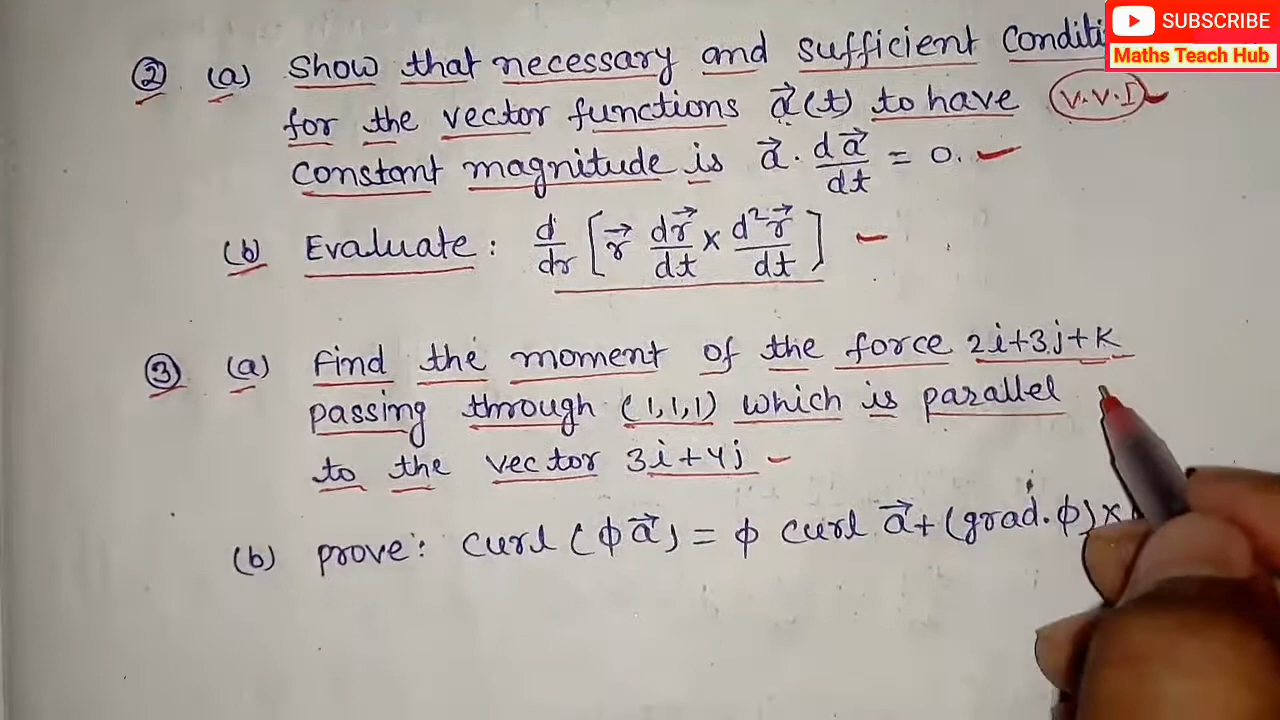 SUBSCRIBE
Maths Teach Hub
② (a) Show that necessary and sufficient
for the vector functions a⃗(t) to have (V.V.I)
constant magnitude is a⃗ . da⃗/dt = 0.
(b) Evaluate : d/dr [r⃗ dr⃗/dt × d²r⃗/dt]
③ (a) Find the moment of the force 2i+3j+k
passing through (1,1,1) which is parallel
to the vector 3i+4j
(b) prove: curl (φa⃗) = φ curl a⃗+(grad.φ)×